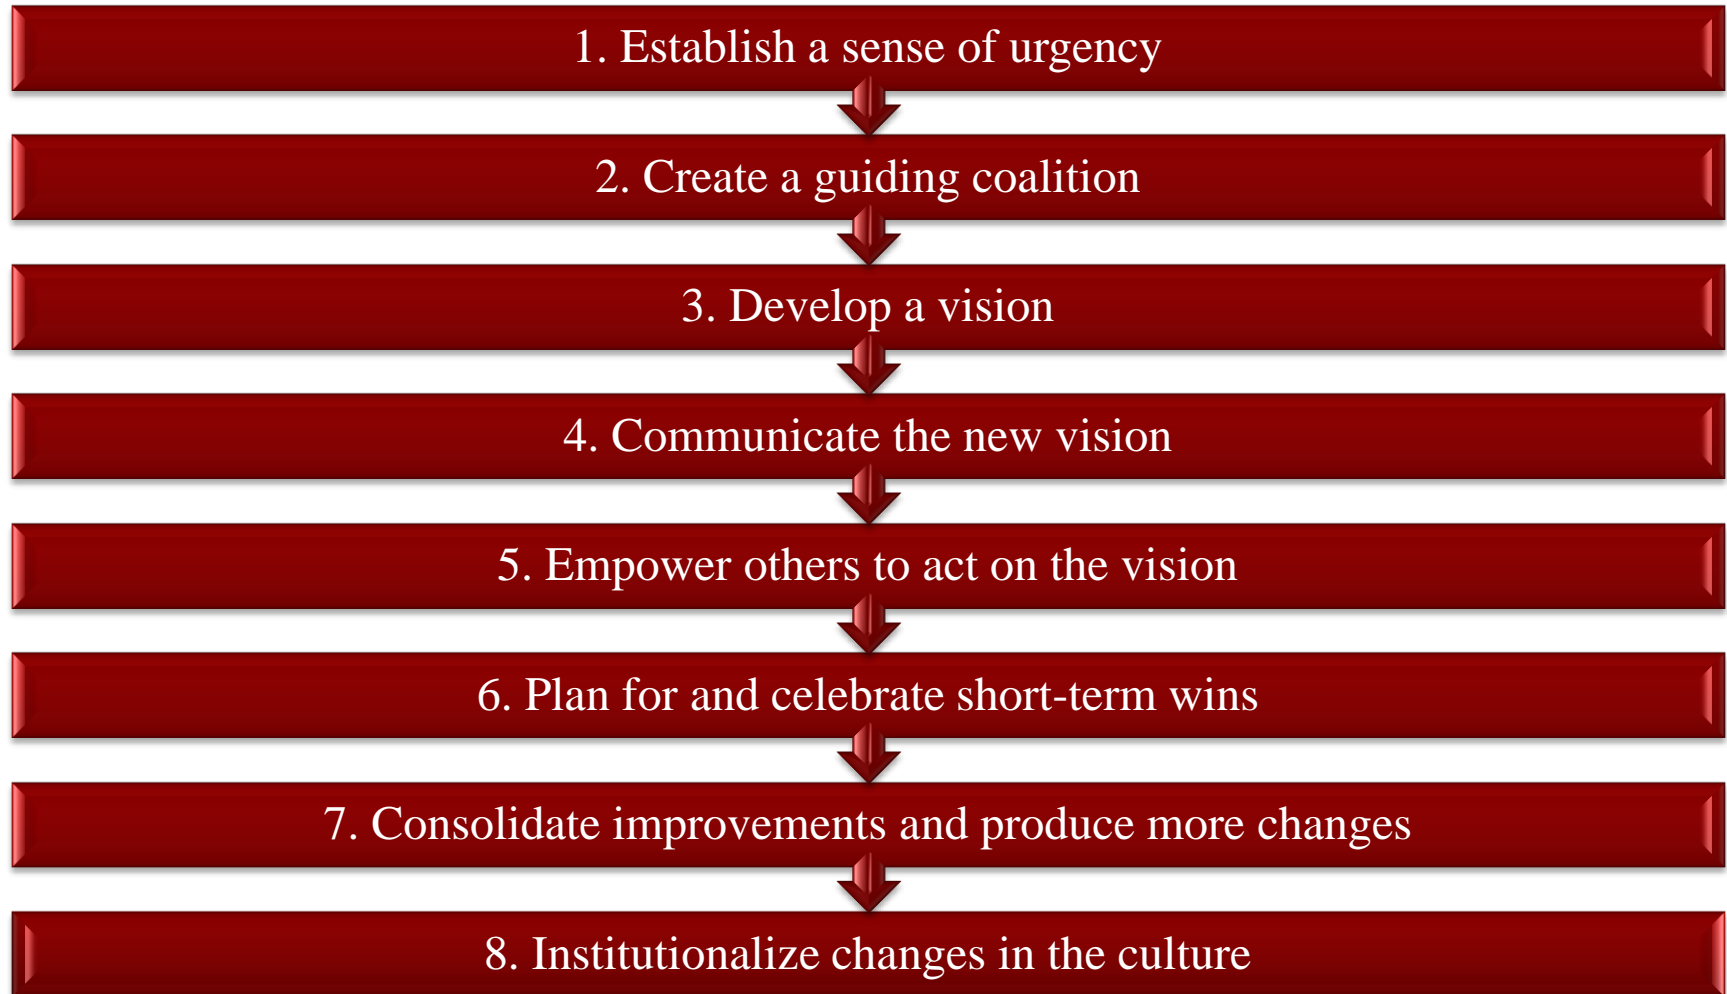 1. Establish a sense of urgency
2. Create a guiding coalition
3. Develop a vision
4. Communicate the new vision
5. Empower others to act on the vision
6. Plan for and celebrate short-term wins
7. Consolidate improvements and produce more changes
8. Institutionalize changes in the culture